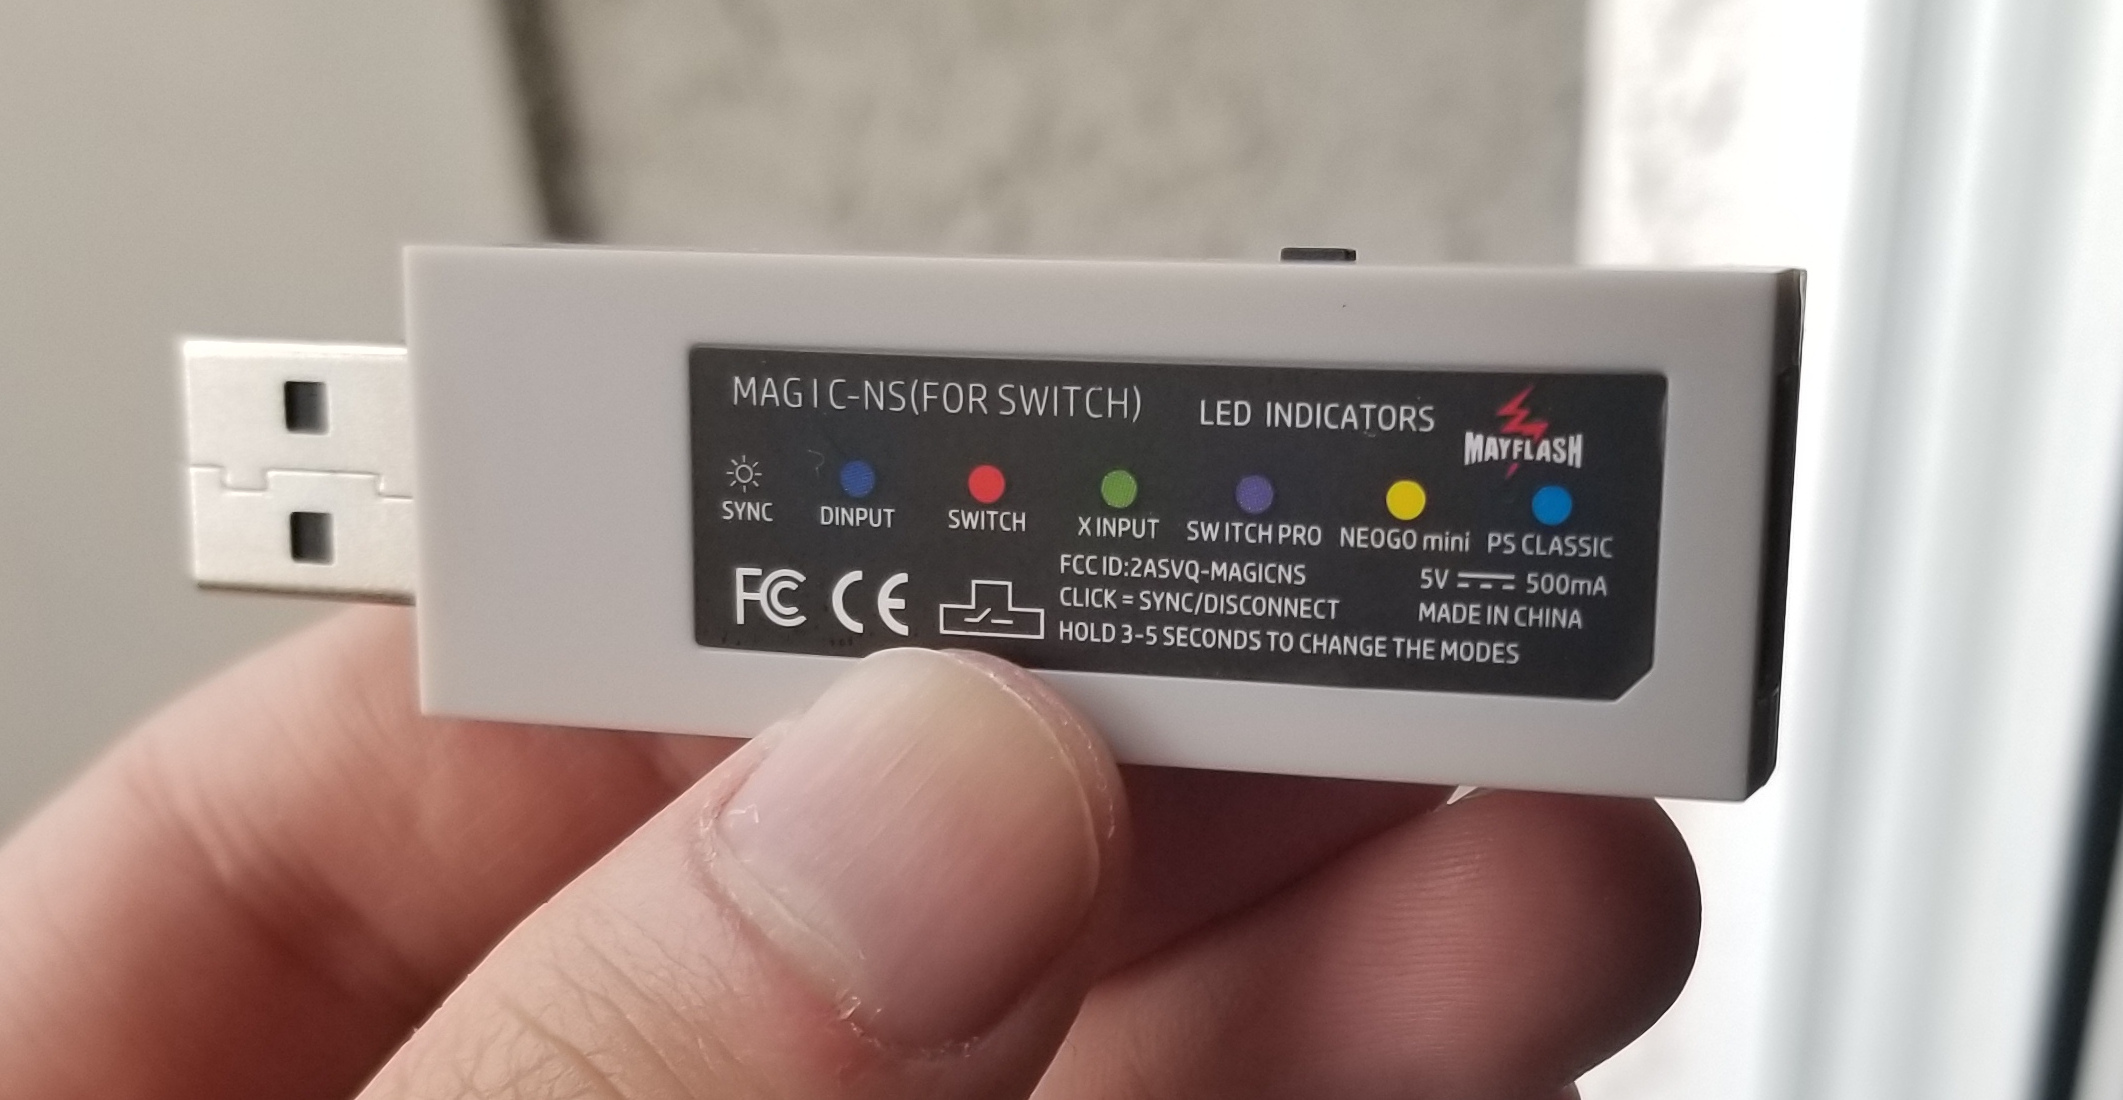 MAGIC-NS(FOR SWITCH) LED INDICATORS MAYFLASH
SYNC DINPUT SWITCH XINPUT SWITCH PRO NEOGO mini PS CLASSIC
FC CE FCC ID:2ASVQ-MAGICNS 5V 500mA
CLICK = SYNC/DISCONNECT MADE IN CHINA
HOLD 3-5 SECONDS TO CHANGE THE MODES